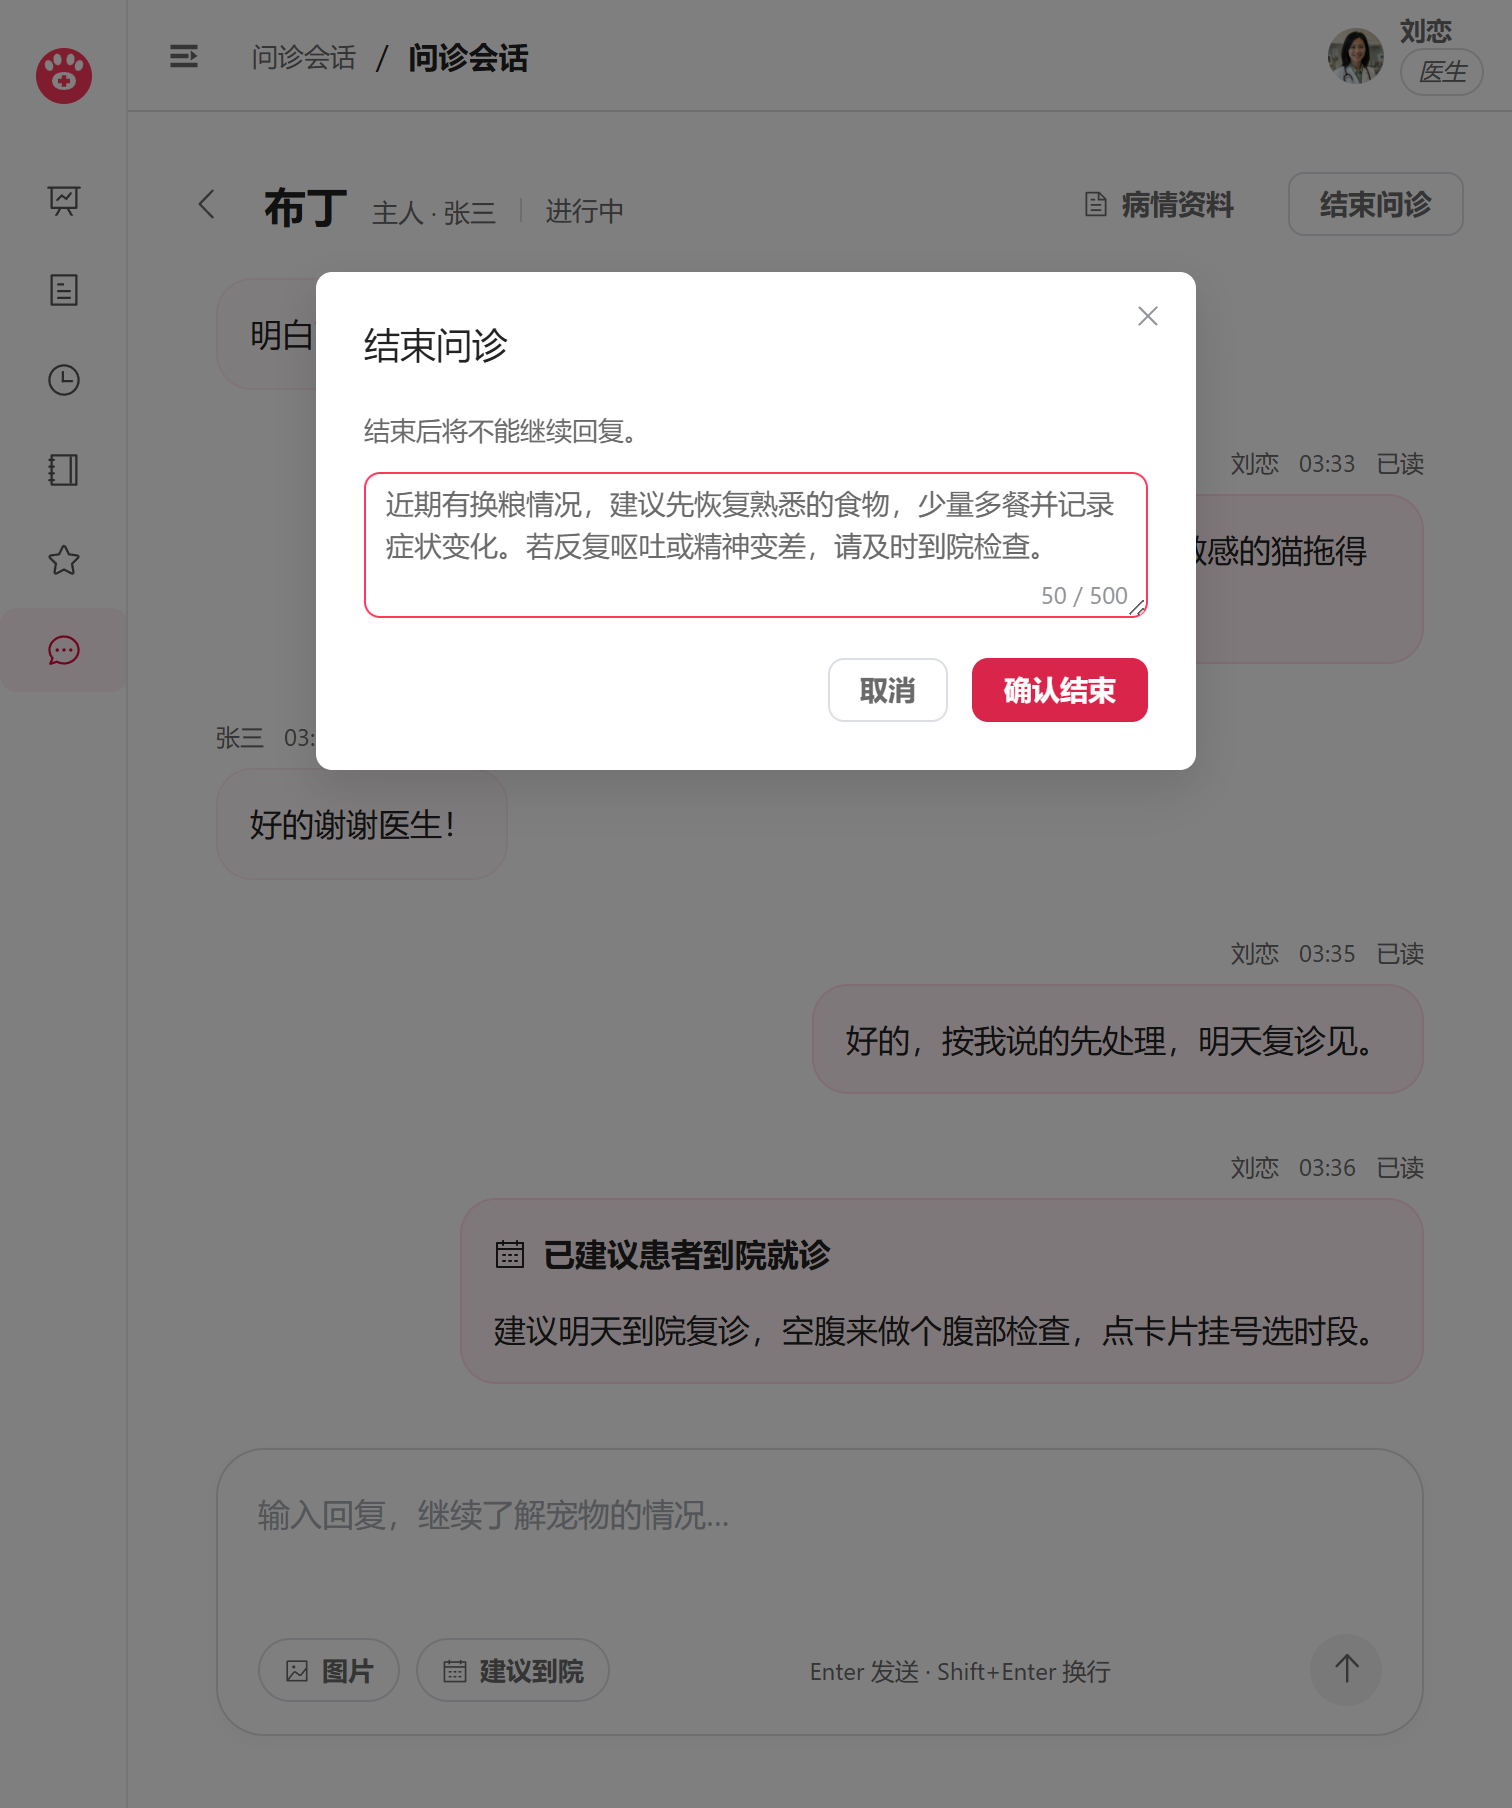 问诊会话 / 问诊会话
刘恋
医生
布丁 主人 · 张三 进行中
病情资料
结束问诊
明白
结束问诊
结束后将不能继续回复。
近期有换粮情况，建议先恢复熟悉的食物，少量多餐并记录
症状变化。若反复呕吐或精神变差，请及时到院检查。
50 / 500
取消
确认结束
刘恋 03:33 已读
感的猫拖得
张三 03:
好的谢谢医生！
刘恋 03:35 已读
好的，按我说的先处理，明天复诊见。
刘恋 03:36 已读
已建议患者到院就诊
建议明天到院复诊，空腹来做个腹部检查，点卡片挂号选时段。
输入回复，继续了解宠物的情况...
图片
建议到院
Enter 发送 · Shift+Enter 换行